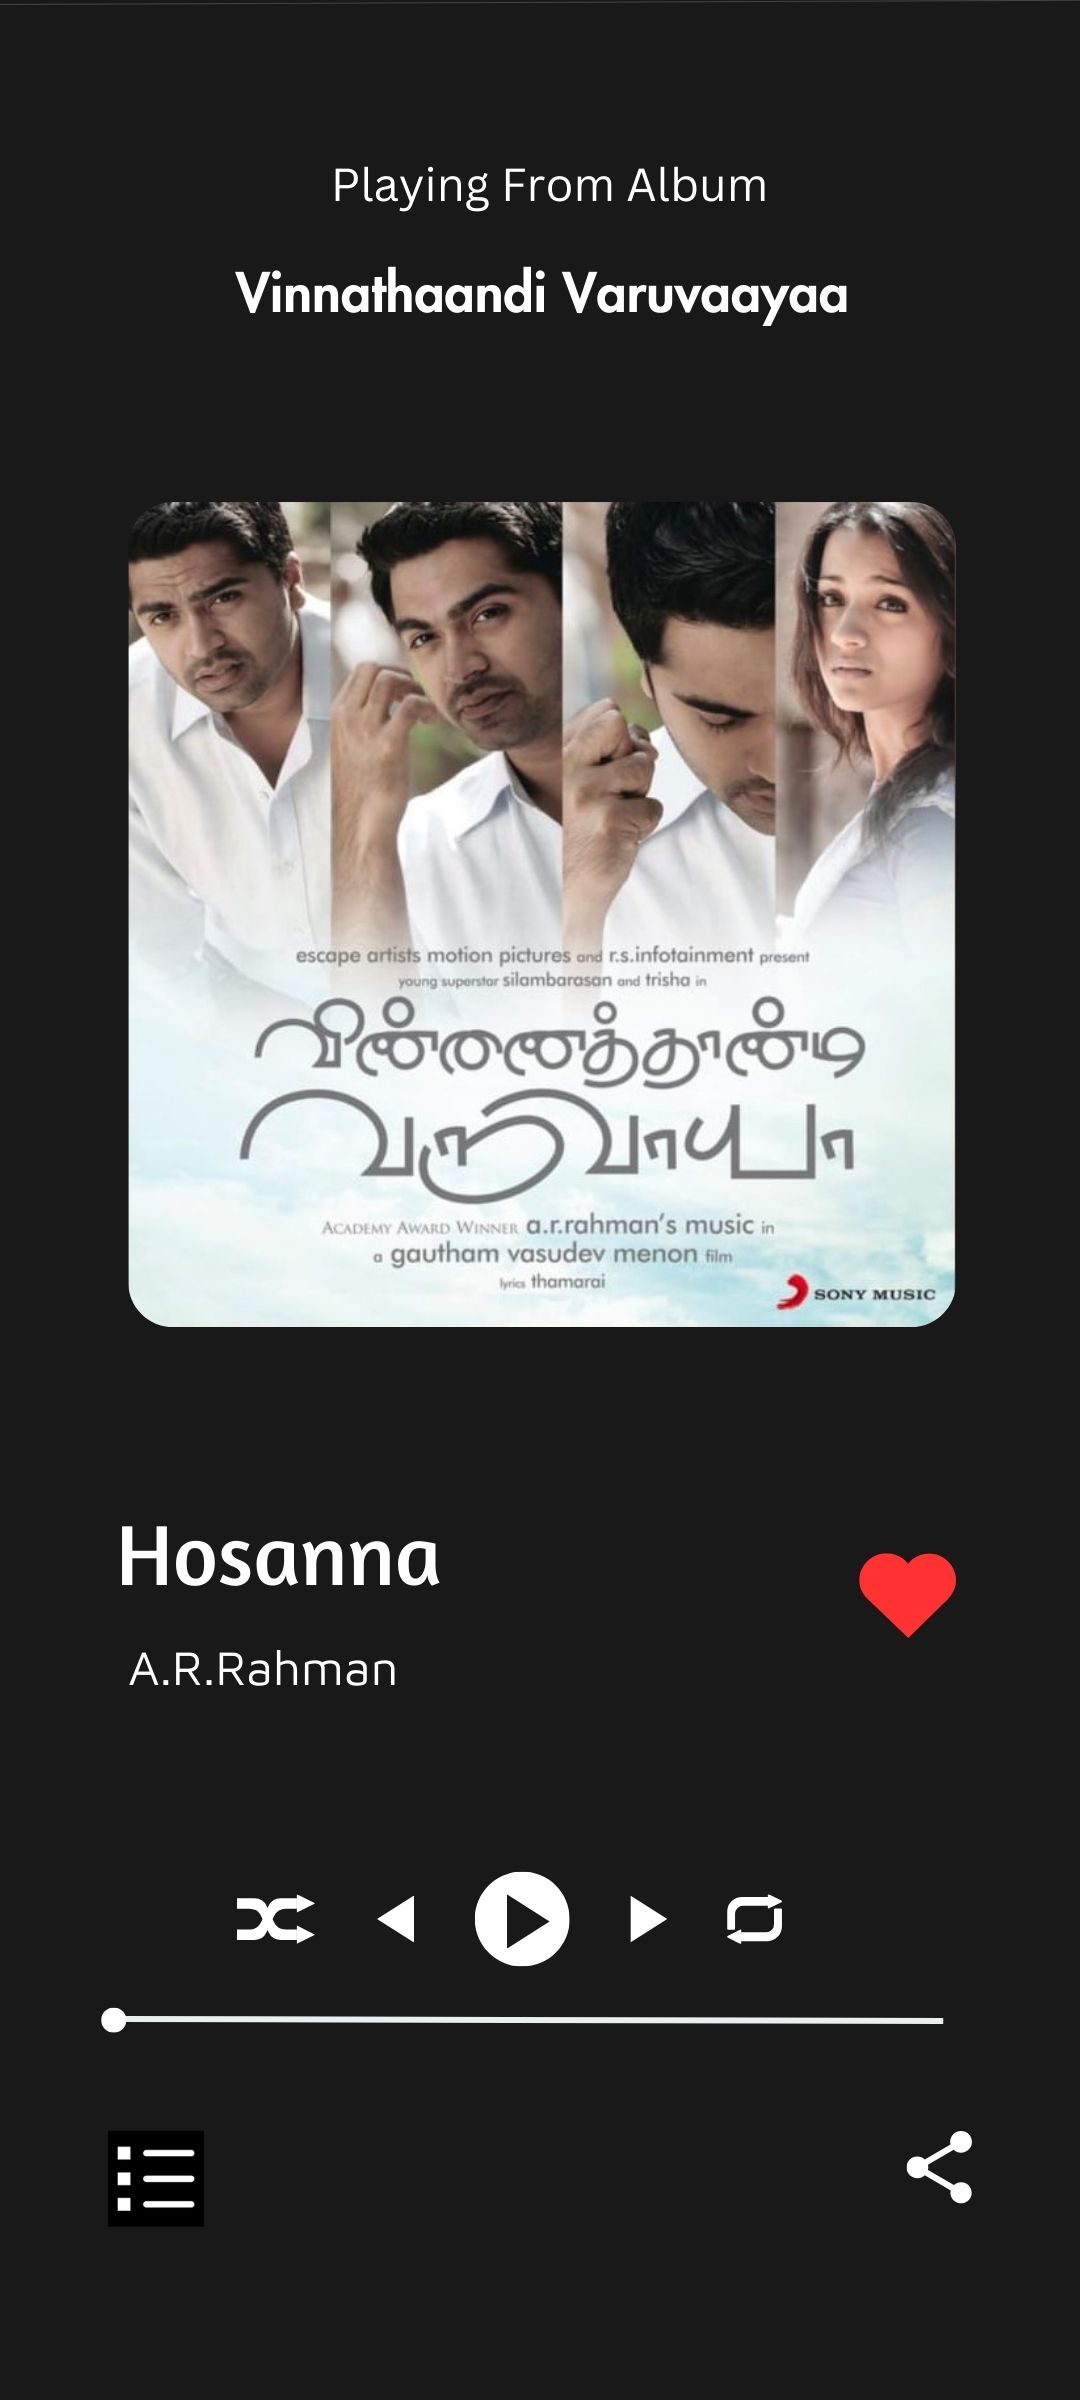 Playing From Album
Vinnathaandi Varuvaayaa
escape artists motion pictures and r.s.infotainment present
young superstar silambarasan and trisha in
விண்ணைத்தாண்டி
வருவாயா
ACADEMY AWARD WINNER a.r.rahman's music in
a gautham vasudev menon film
lyrics thamarai
SONY MUSIC
Hosanna
A.R.Rahman